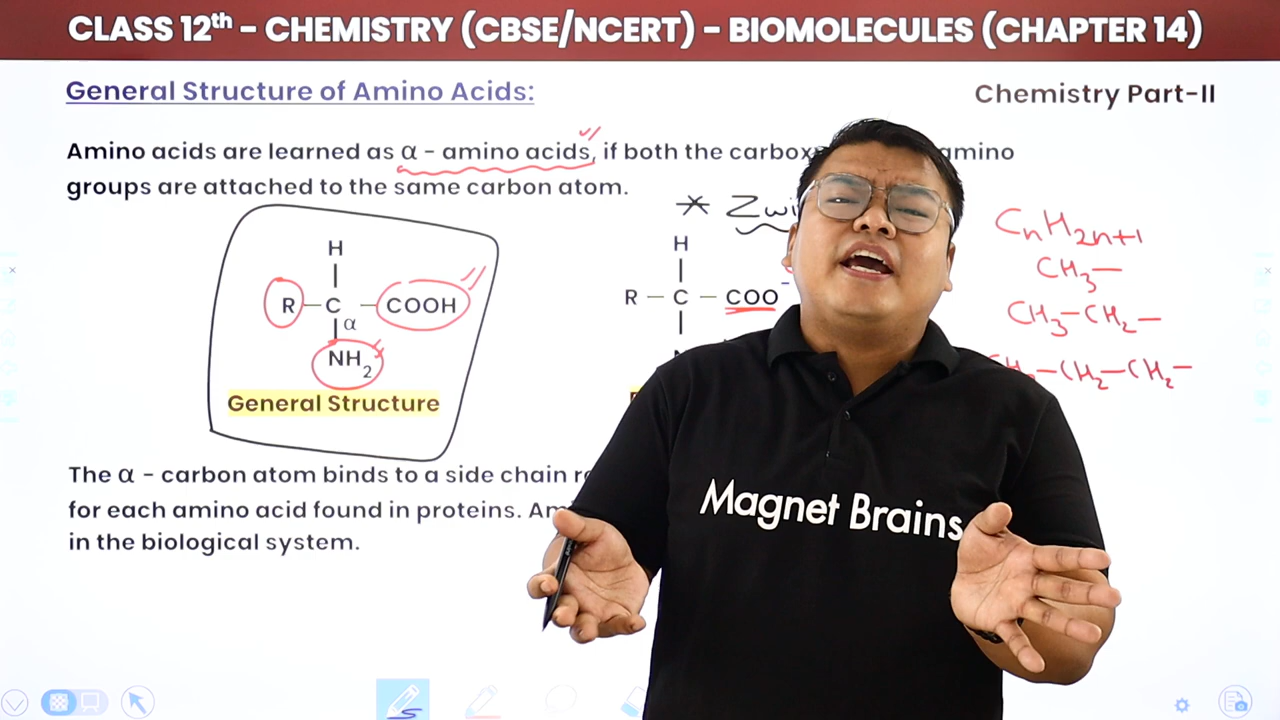 CLASS 12th - CHEMISTRY (CBSE/NCERT) - BIOMOLECULES (CHAPTER 14)
General Structure of Amino Acids:
Chemistry Part-II
Amino acids are learned as α - amino acids, if both the amino
groups are attached to the same carbon atom.
CnH2n+1
H
H
CH3-
R - C - COOH
R - C - COO-
CH3-CH2-
α
NH2
-CH2-CH2-
General Structure
The α - carbon atom binds to a side chain
for each amino acid found in proteins.
in the biological system.
Magnet Brains